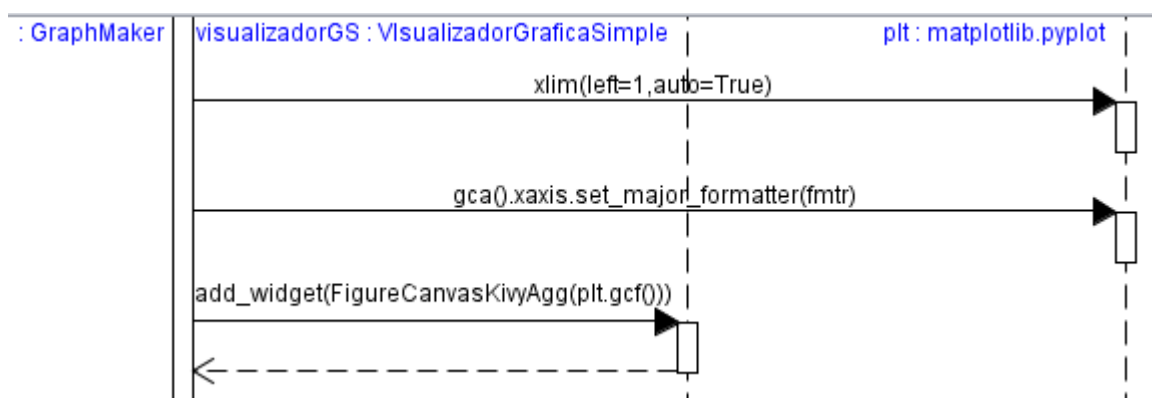 : GraphMaker
visualizadorGS : VIsualizadorGraficaSimple
plt : matplotlib.pyplot
xlim(left=1,auto=True)
gca().xaxis.set_major_formatter(fmtr)
add_widget(FigureCanvasKivyAgg(plt.gcf()))